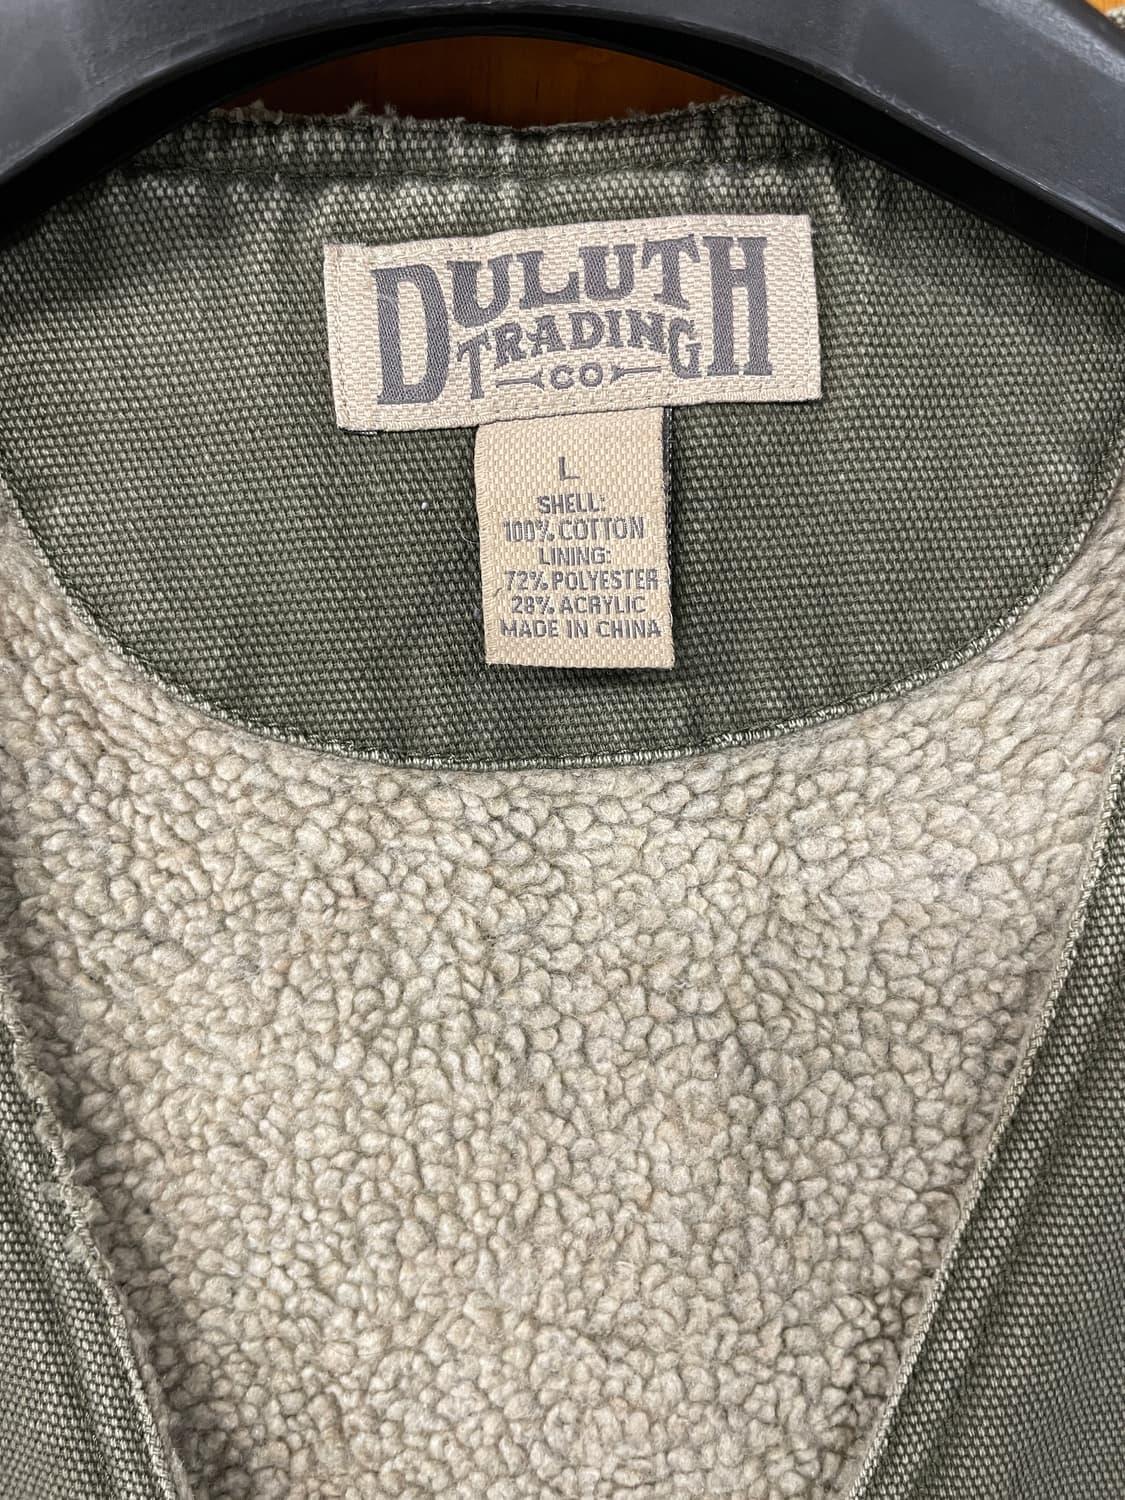 DULUTH
TRADING
CO
L
SHELL:
100% COTTON
LINING:
72% POLYESTER
28% ACRYLIC
MADE IN CHINA